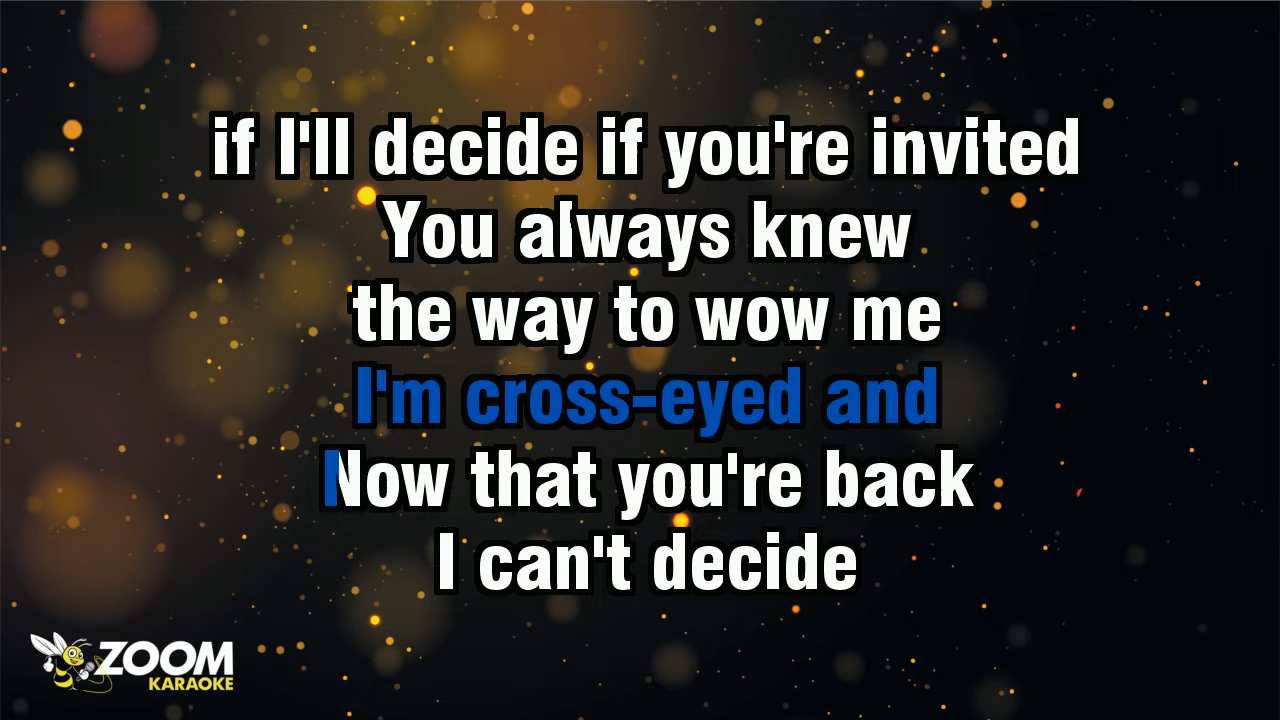 if I'll decide if you're invited
You always knew
the way to wow me
I'm cross-eyed and
Now that you're back
I can't decide
ZOOM
KARAOKE